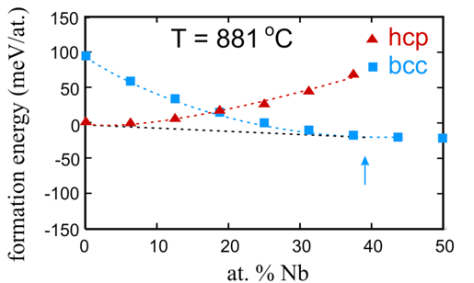 150
100
50
0
-50
-100
-150
formation energy (meV/at.)
T = 881 °C
hcp
bcc
0 10 20 30 40 50
at. % Nb